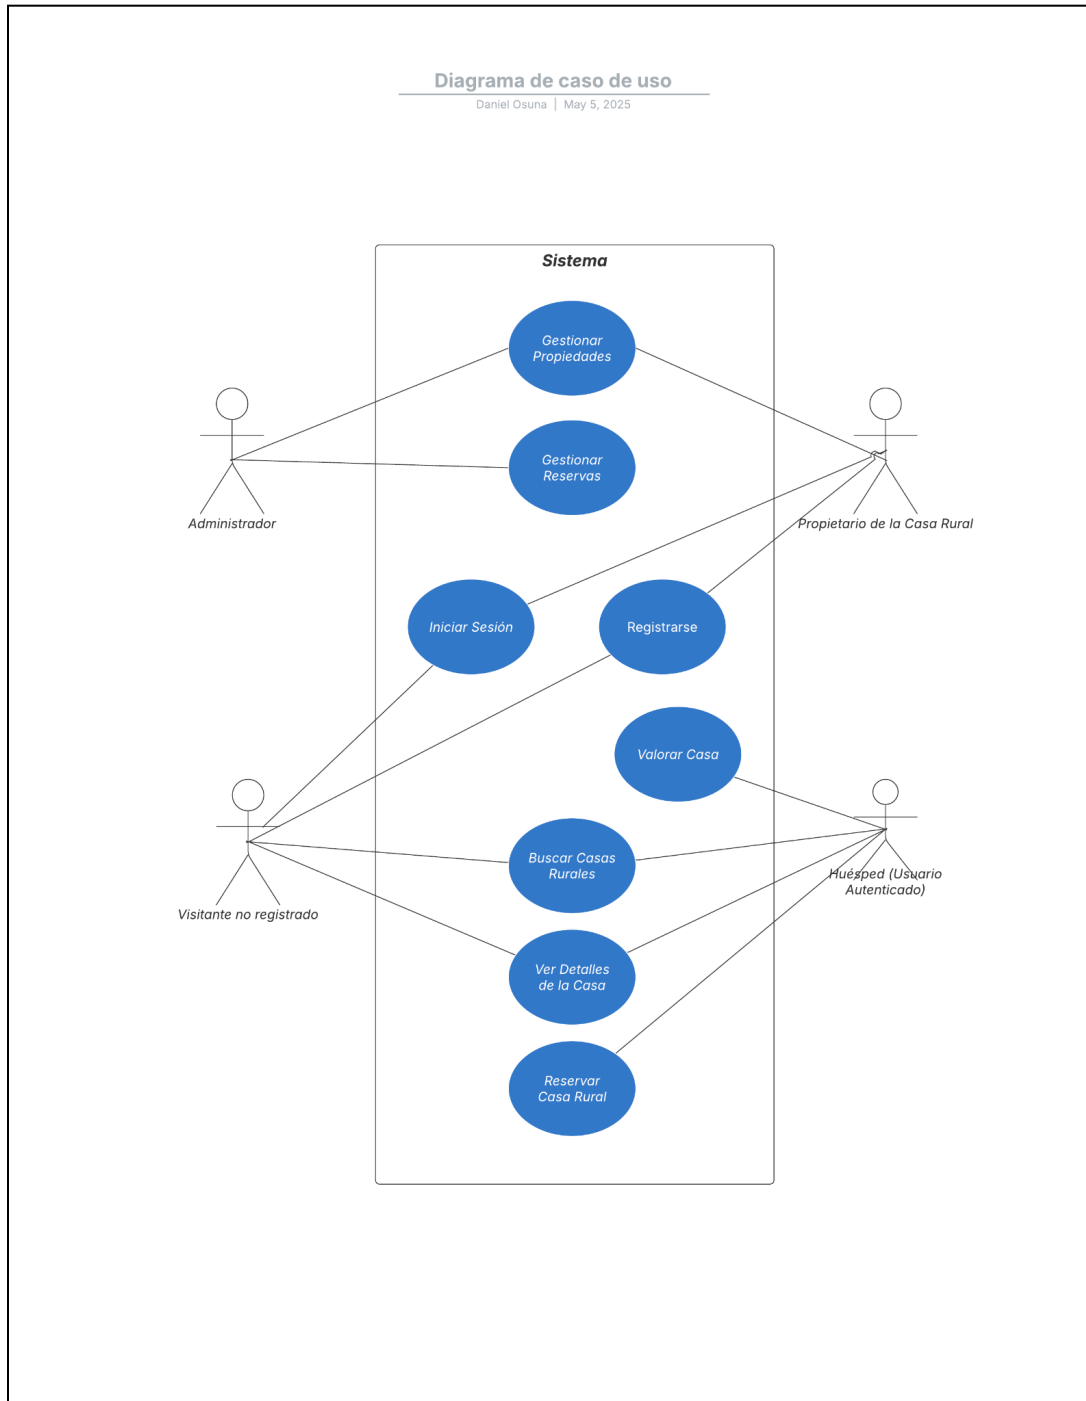 Diagrama de caso de uso
Daniel Osuna | May 5, 2025
Sistema
Gestionar
Propiedades
Gestionar
Reservas
Administrador
Propietario de la Casa Rural
Iniciar Sesión
Registrarse
Valorar Casa
Buscar Casas
Rurales
Huésped (Usuario
Autenticado)
Visitante no registrado
Ver Detalles
de la Casa
Reservar
Casa Rural